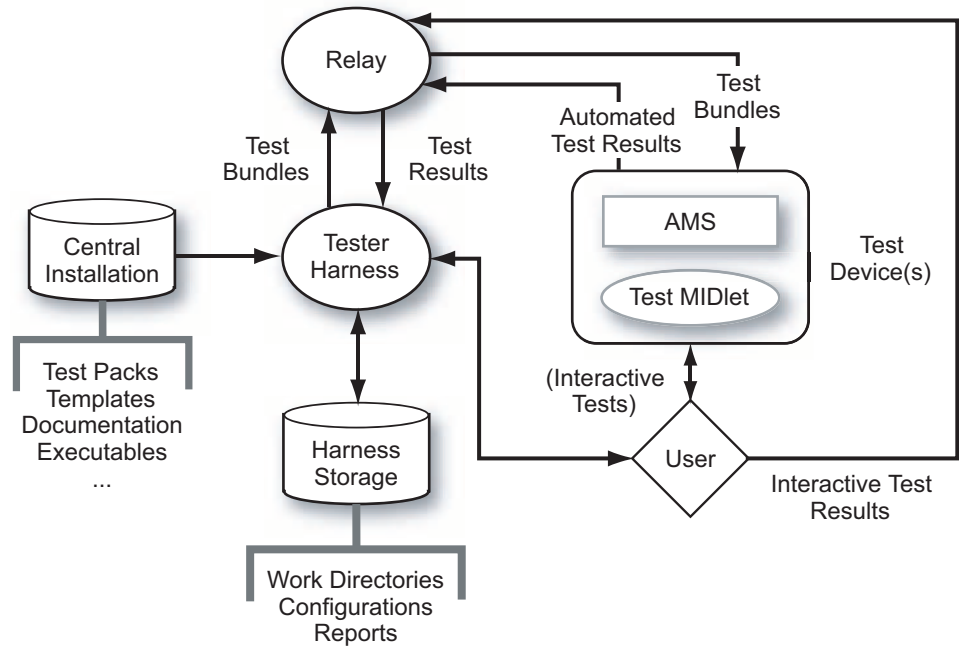 Relay
Test
Bundles
Automated
Test Results
Test
Bundles
Test
Results
AMS
Central
Installation
Tester
Harness
Test
Device(s)
Test MIDlet
Test Packs
Templates
Documentation
Executables
...
(Interactive
Tests)
Harness
Storage
User
Interactive Test
Results
Work Directories
Configurations
Reports